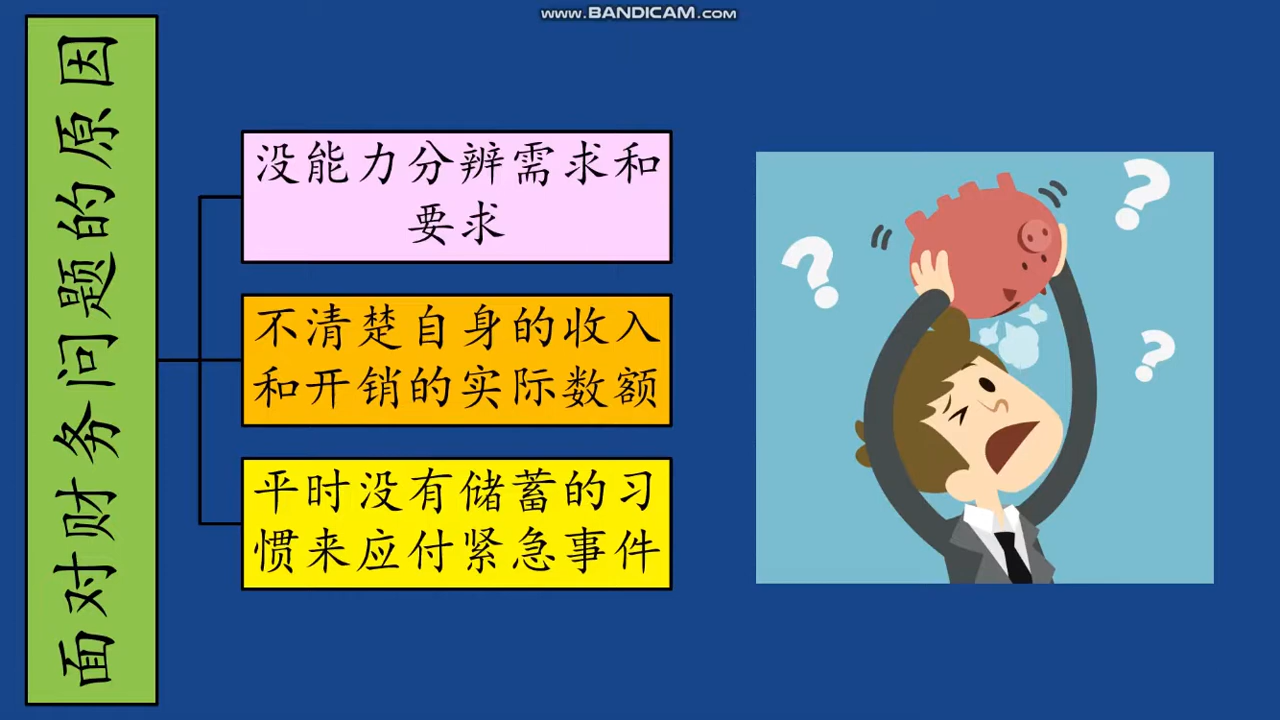 www.BANDICAM.com
面对财务问题的原因
没能力分辨需求和
要求
不清楚自身的收入
和开销的实际数额
平时没有储蓄的习
惯来应付紧急事件
?
?
?